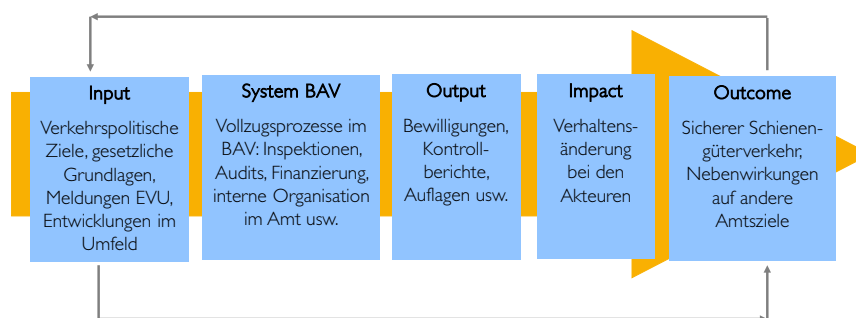 Input
Verkehrspolitische
Ziele, gesetzliche
Grundlagen,
Meldungen EVU,
Entwicklungen im
Umfeld
System BAV
Vollzugsprozesse im
BAV: Inspektionen,
Audits, Finanzierung,
interne Organisation
im Amt usw.
Output
Bewilligungen,
Kontroll-
berichte,
Auflagen usw.
Impact
Verhaltens-
änderung
bei den
Akteuren
Outcome
Sicherer Schienen-
güterverkehr,
Nebenwirkungen
auf andere
Amtsziele